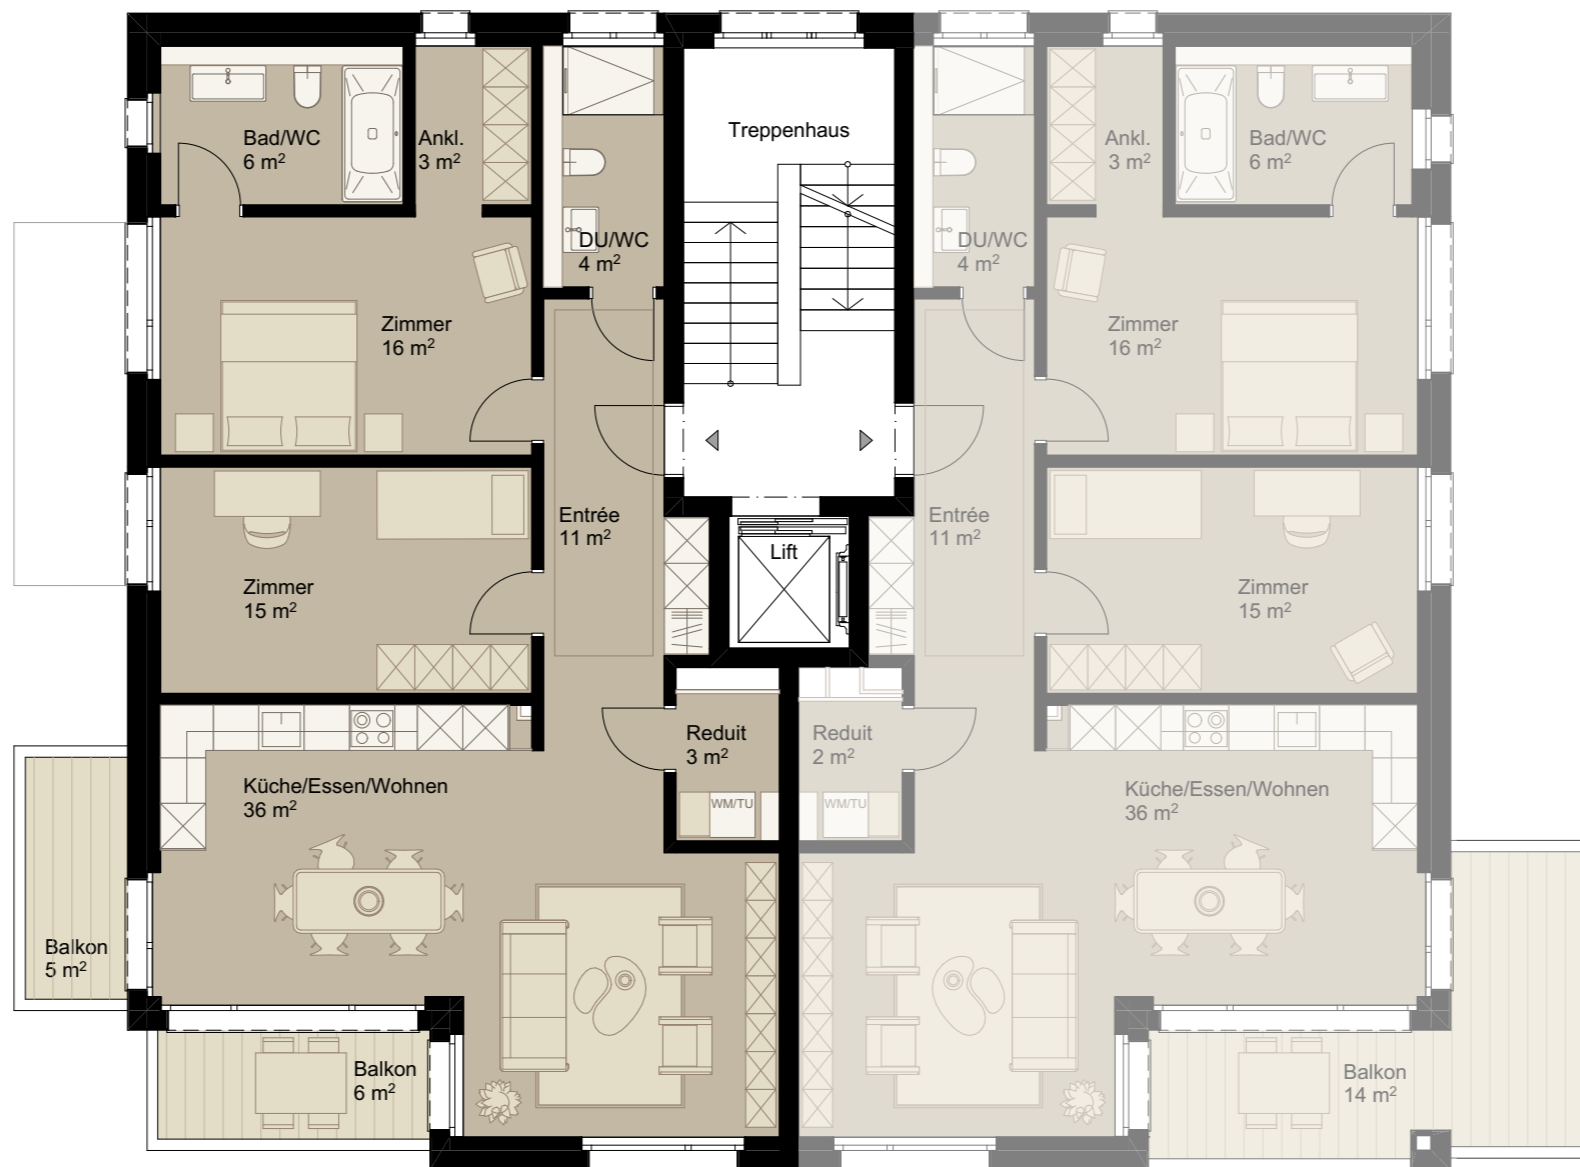 Bad/WC
6 m²
Ankl.
3 m²
Treppenhaus
Ankl.
3 m²
Bad/WC
6 m²
DU/WC
4 m²
DU/WC
4 m²
Zimmer
16 m²
Zimmer
16 m²
Entrée
11 m²
Lift
Entrée
11 m²
Zimmer
15 m²
Zimmer
15 m²
Reduit
3 m²
Reduit
2 m²
WM/TU
WM/TU
Küche/Essen/Wohnen
36 m²
Küche/Essen/Wohnen
36 m²
Balkon
5 m²
Balkon
6 m²
Balkon
14 m²